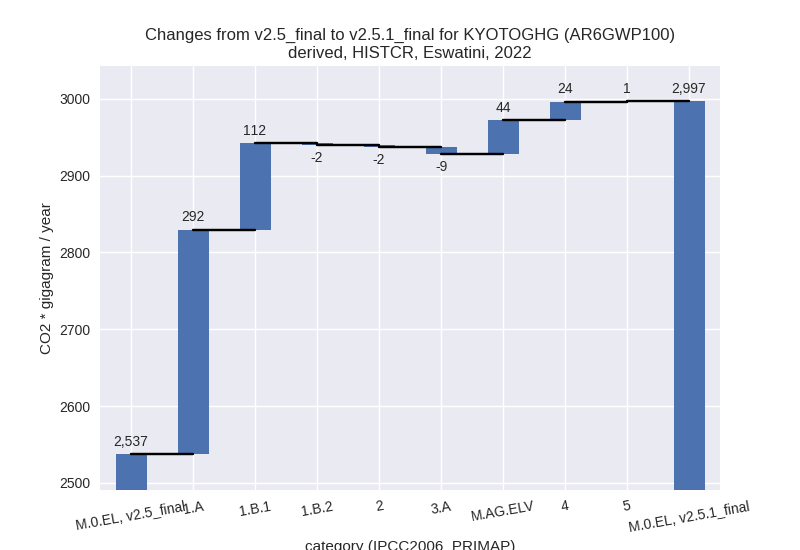 Changes from v2.5_final to v2.5.1_final for KYOTOGHG (AR6GWP100)
derived, HISTCR, Eswatini, 2022
CO2 * gigagram / year
3000
2900
2800
2700
2600
2500
2,537
292
112
-2
-2
-9
44
24
1
2,997
M.0.EL, v2.5_final
1.A
1.B.1
1.B.2
2
3.A
M.AG.ELV
4
5
M.0.EL, v2.5.1_final
category (IPCC2006_PRIMAP)